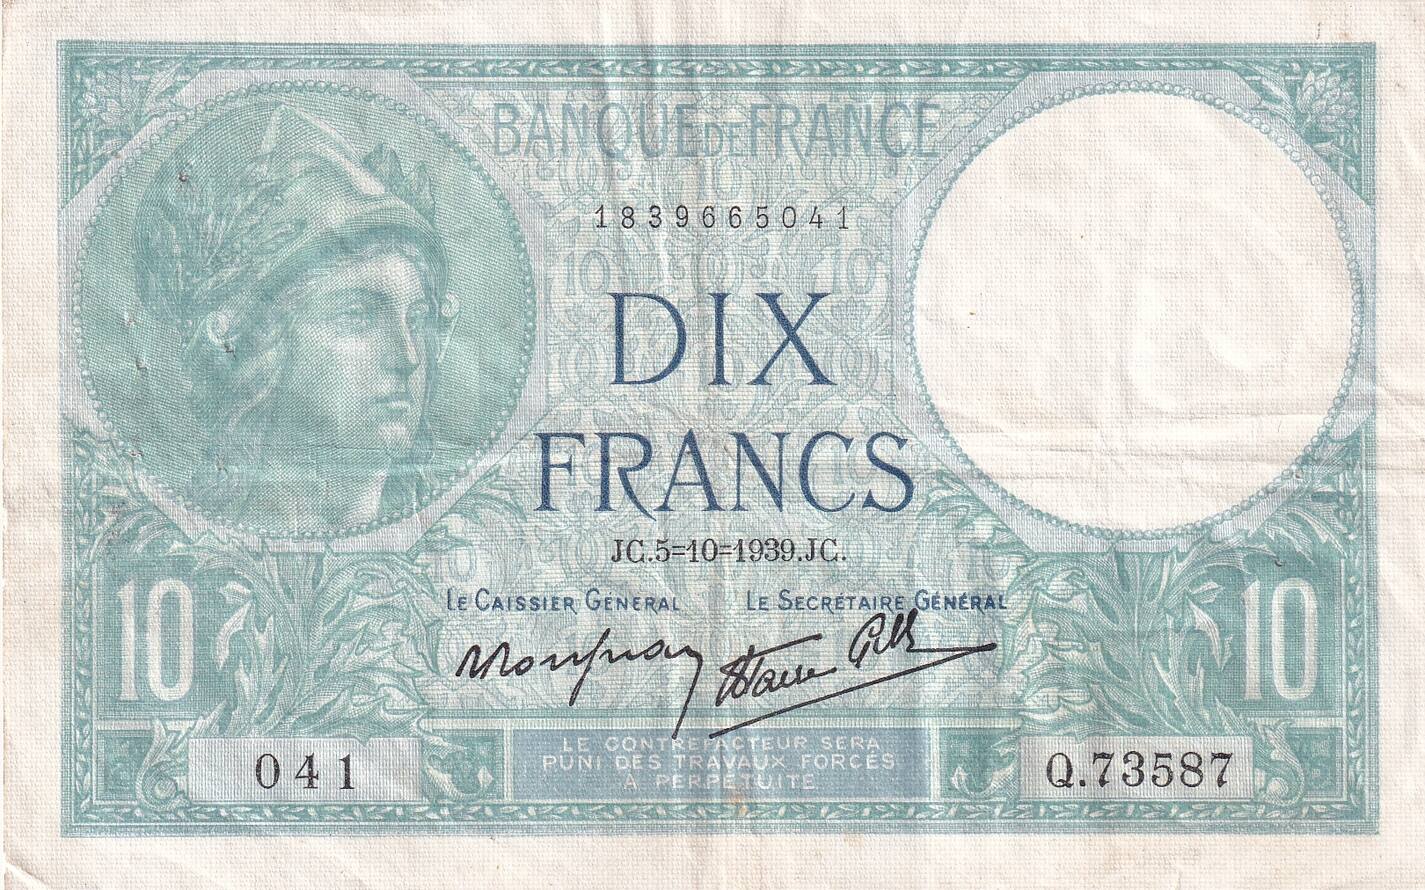 BANQUE DE FRANCE
1839665041
DIX
FRANCS
JC.5=10=1939.JC.
LE CAISSIER GÉNÉRAL LE SECRÉTAIRE GÉNÉRAL
10 10
041 Q.73587
LE CONTREFACTEUR SERA
PUNI DES TRAVAUX FORCÉS
À PERPÉTUITÉ